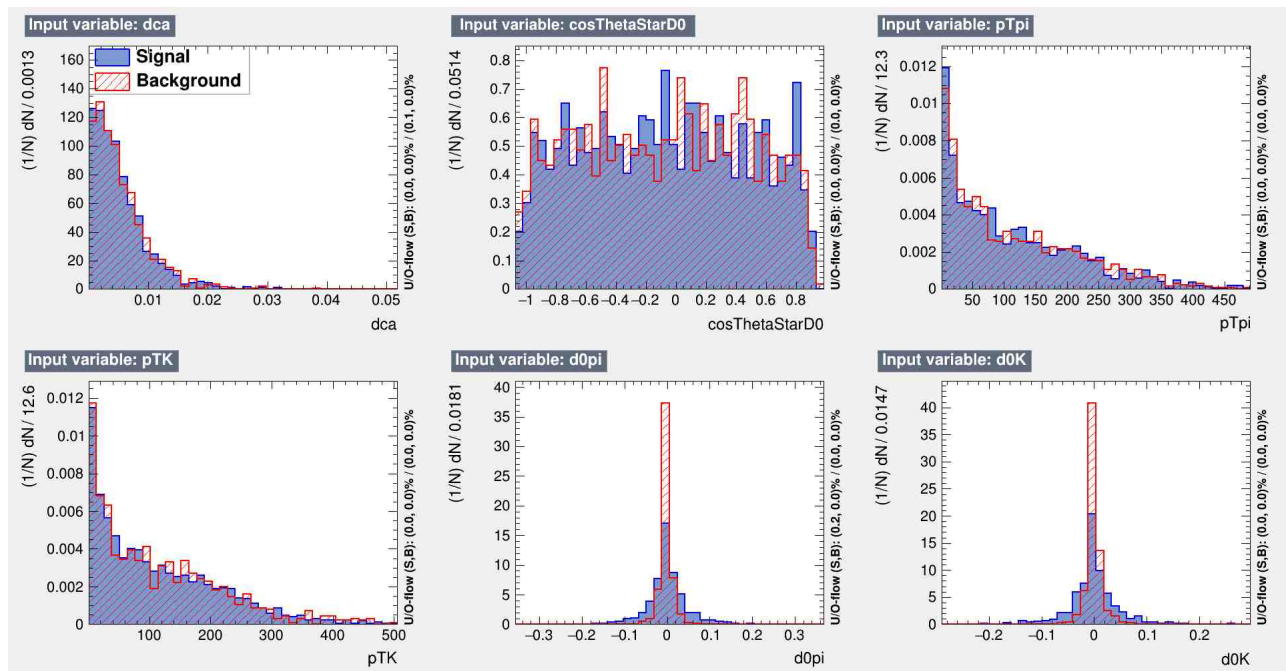 Input variable: dca
(1/N) dN / 0.0013
160
140
120
100
80
60
40
20
0
Signal
Background
0.01 0.02 0.03 0.04 0.05
dca
U/O-flow (S,B): (0.0, 0.0)% / (0.1, 0.0)%
Input variable: cosThetaStarD0
(1/N) dN / 0.0514
0.8
0.7
0.6
0.5
0.4
0.3
0.2
0.1
0
−1 −0.8 −0.6 −0.4 −0.2 0 0.2 0.4 0.6 0.8
cosThetaStarD0
U/O-flow (S,B): (0.0, 0.0)% / (0.0, 0.0)%
Input variable: pTpi
(1/N) dN / 12.3
0.012
0.01
0.008
0.006
0.004
0.002
0
50 100 150 200 250 300 350 400 450
pTpi
U/O-flow (S,B): (0.0, 0.0)% / (0.0, 0.0)%
Input variable: pTK
(1/N) dN / 12.6
0.012
0.01
0.008
0.006
0.004
0.002
0
100 200 300 400 500
pTK
U/O-flow (S,B): (0.0, 0.0)% / (0.0, 0.0)%
Input variable: d0pi
(1/N) dN / 0.0181
40
35
30
25
20
15
10
5
0
−0.3 −0.2 −0.1 0 0.1 0.2 0.3
d0pi
U/O-flow (S,B): (0.2, 0.0)% / (0.0, 0.0)%
Input variable: d0K
(1/N) dN / 0.0147
45
40
35
30
25
20
15
10
5
0
−0.2 −0.1 0 0.1 0.2
d0K
U/O-flow (S,B): (0.0, 0.0)% / (0.0, 0.0)%